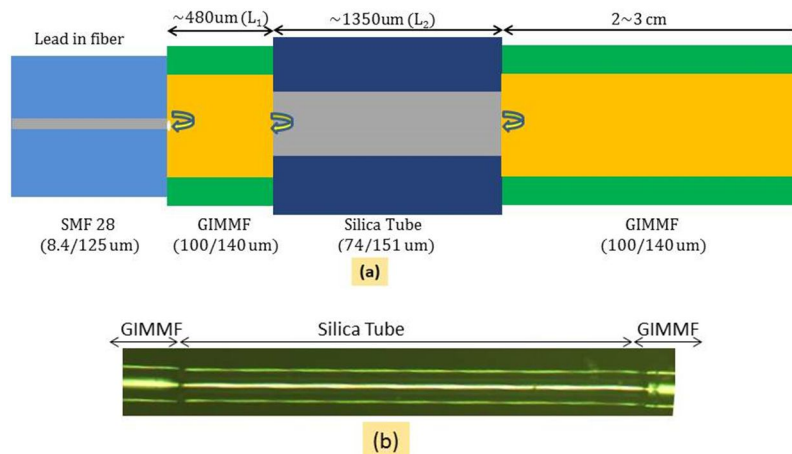 ~480um (L₁)
~1350um (L₂)
2~3 cm
Lead in fiber
SMF 28
(8.4/125 um)
GIMMF
(100/140 um)
Silica Tube
(74/151 um)
GIMMF
(100/140 um)
(a)
GIMMF
Silica Tube
GIMMF
(b)